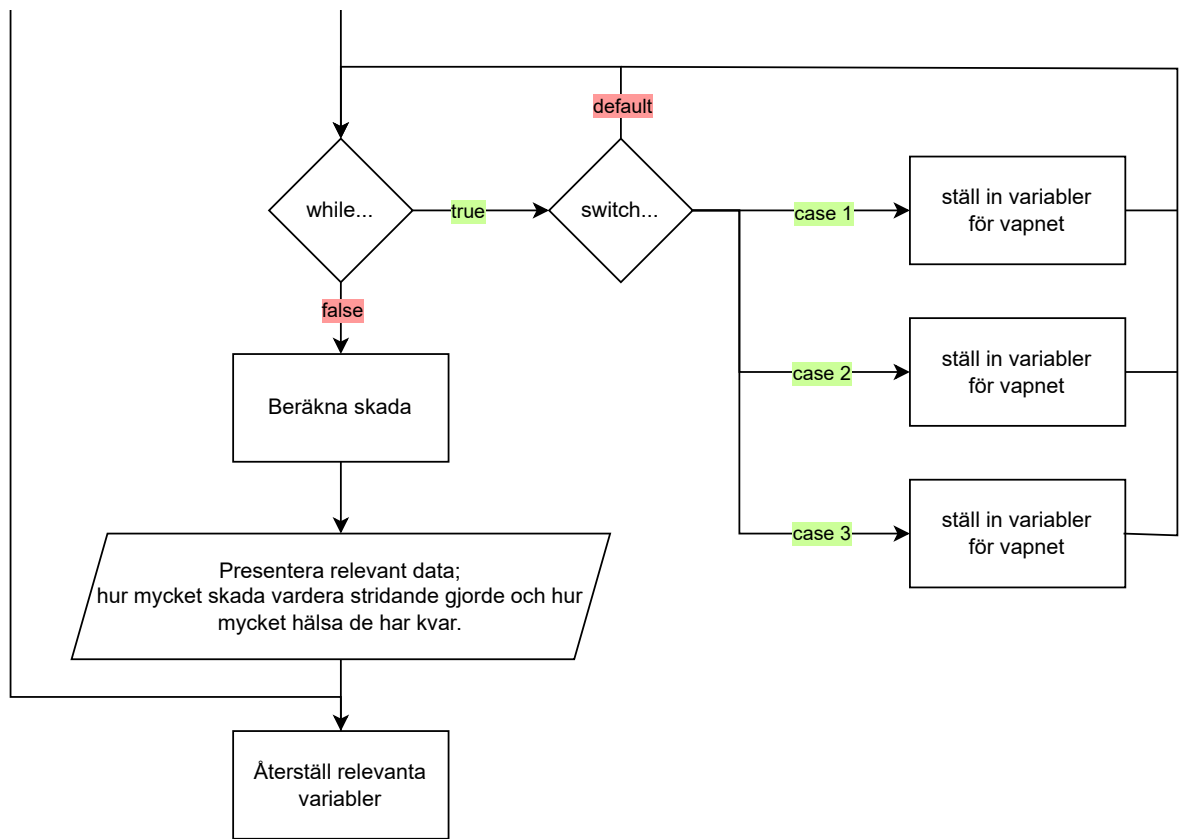 default
while...
true
switch...
case 1
ställ in variabler
för vapnet
false
case 2
ställ in variabler
för vapnet
Beräkna skada
case 3
ställ in variabler
för vapnet
Presentera relevant data;
hur mycket skada vardera stridande gjorde och hur
mycket hälsa de har kvar.
Återställ relevanta
variabler